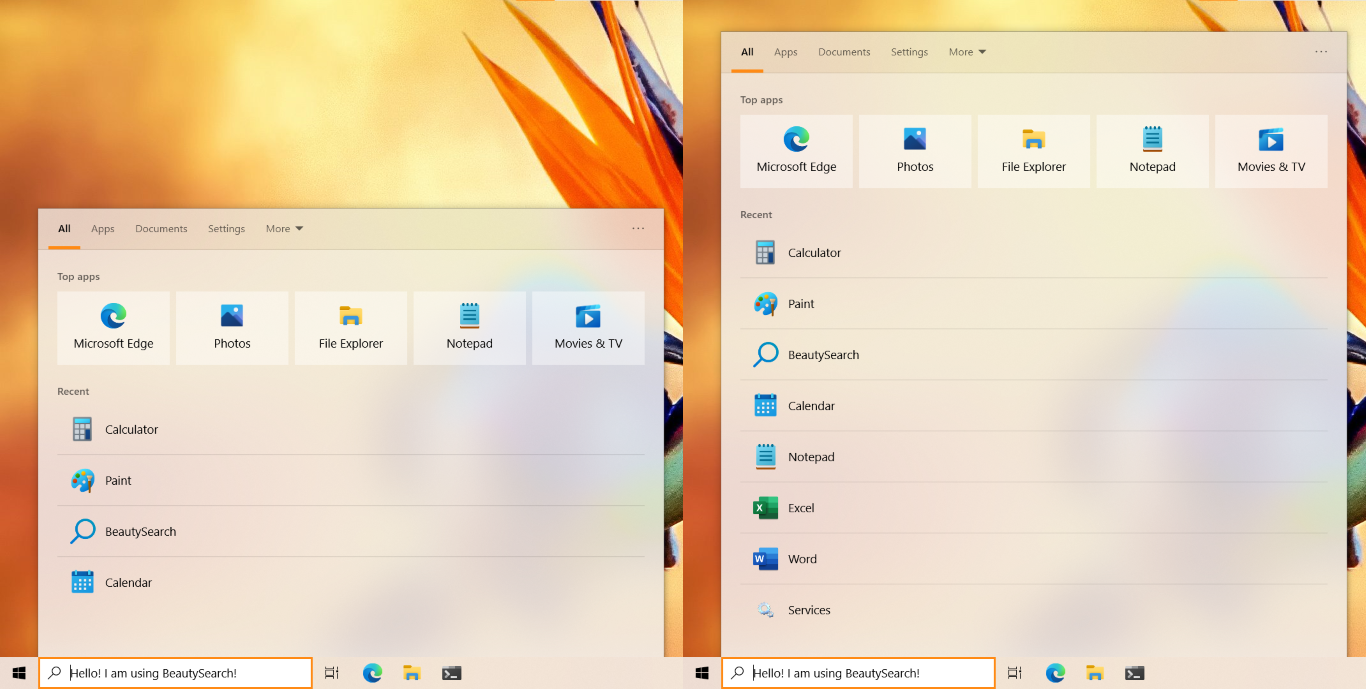 All Apps Documents Settings More
Top apps
Microsoft Edge Photos File Explorer Notepad Movies & TV
Recent
Calculator
Paint
BeautySearch
Calendar
Hello! I am using BeautySearch!
All Apps Documents Settings More
Top apps
Microsoft Edge Photos File Explorer Notepad Movies & TV
Recent
Calculator
Paint
BeautySearch
Calendar
Notepad
Excel
Word
Services
Hello! I am using BeautySearch!